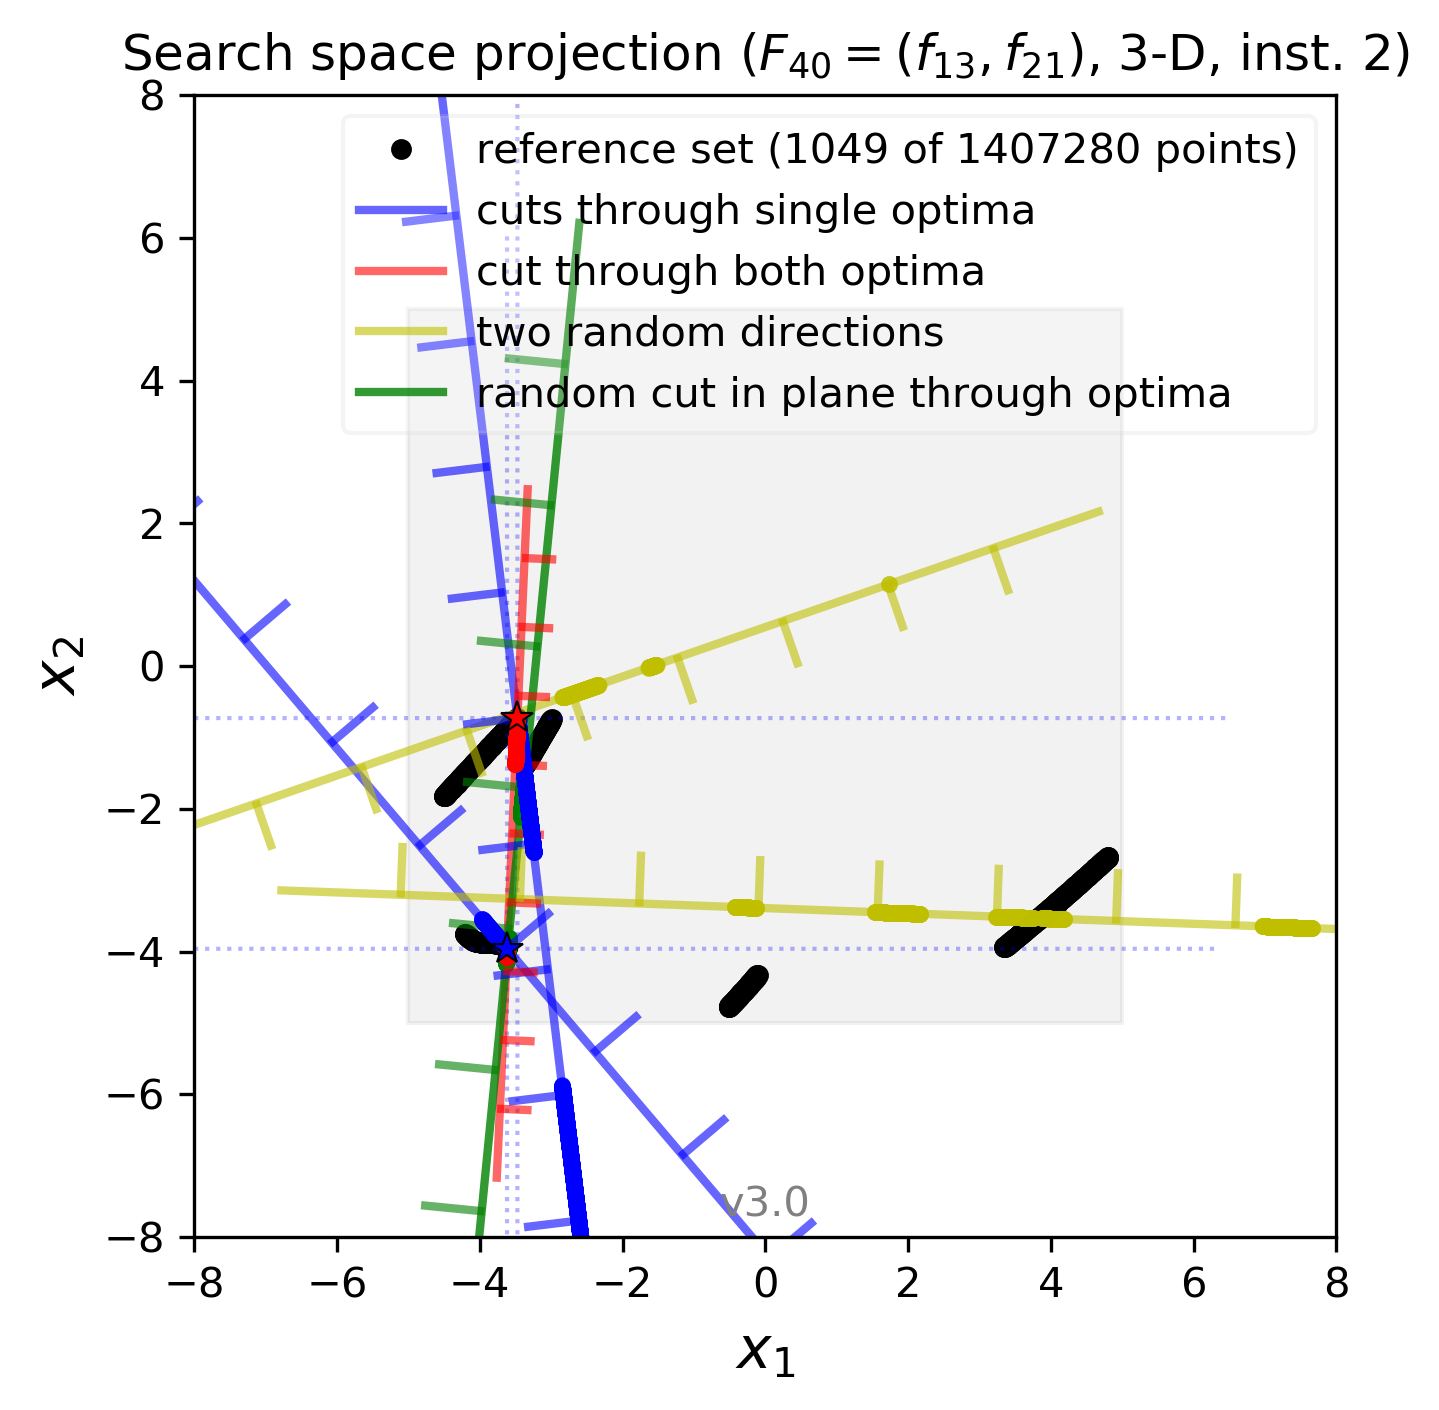 Search space projection (F₄₀ = (f₁₃, f₂₁), 3-D, inst. 2)
reference set (1049 of 1407280 points)
cuts through single optima
cut through both optima
two random directions
random cut in plane through optima
8
6
4
2
0
−2
−4
−6
−8
x₂
v3.0
−8 −6 −4 −2 0 2 4 6 8
x₁